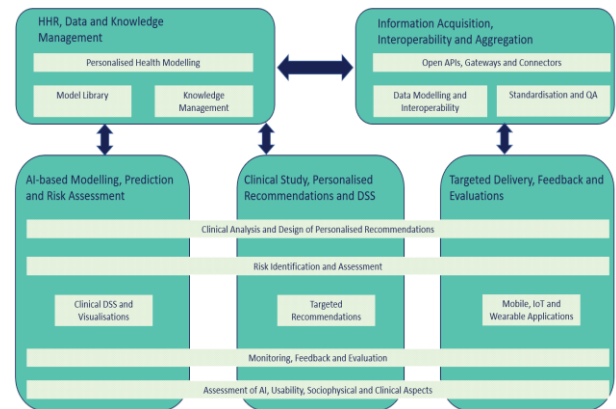 HHR, Data and Knowledge
Management
Personalised Health Modelling
Model Library
Knowledge
Management
Information Acquisition,
Interoperability and Aggregation
Open APIs, Gateways and Connectors
Data Modelling and
Interoperability
Standardisation and QA
AI-based Modelling, Prediction
and Risk Assessment
Clinical Study, Personalised
Recommendations and DSS
Targeted Delivery, Feedback and
Evaluations
Clinical Analysis and Design of Personalised Recommendations
Risk Identification and Assessment
Clinical DSS and
Visualisations
Targeted
Recommendations
Mobile, IoT and
Wearable Applications
Monitoring, Feedback and Evaluation
Assessment of AI, Usability, Sociophysical and Clinical Aspects